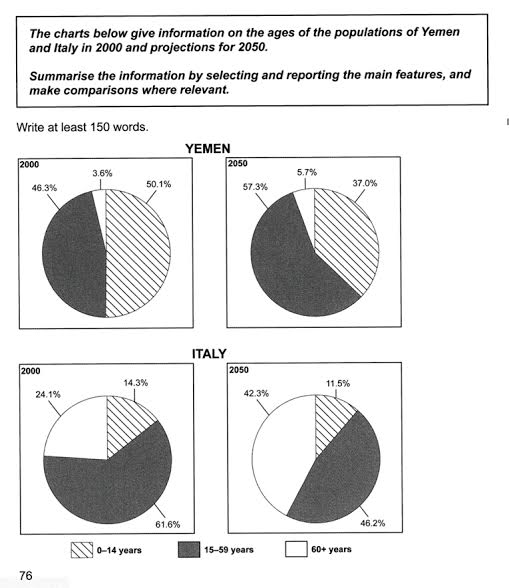 The charts below give information on the ages of the populations of Yemen
and Italy in 2000 and projections for 2050.
Summarise the information by selecting and reporting the main features, and
make comparisons where relevant.
Write at least 150 words.
YEMEN
2000
3.6%
46.3%
50.1%
2050
5.7%
57.3%
37.0%
ITALY
2000
14.3%
24.1%
61.6%
2050
11.5%
42.3%
46.2%
0–14 years
15–59 years
60+ years
76